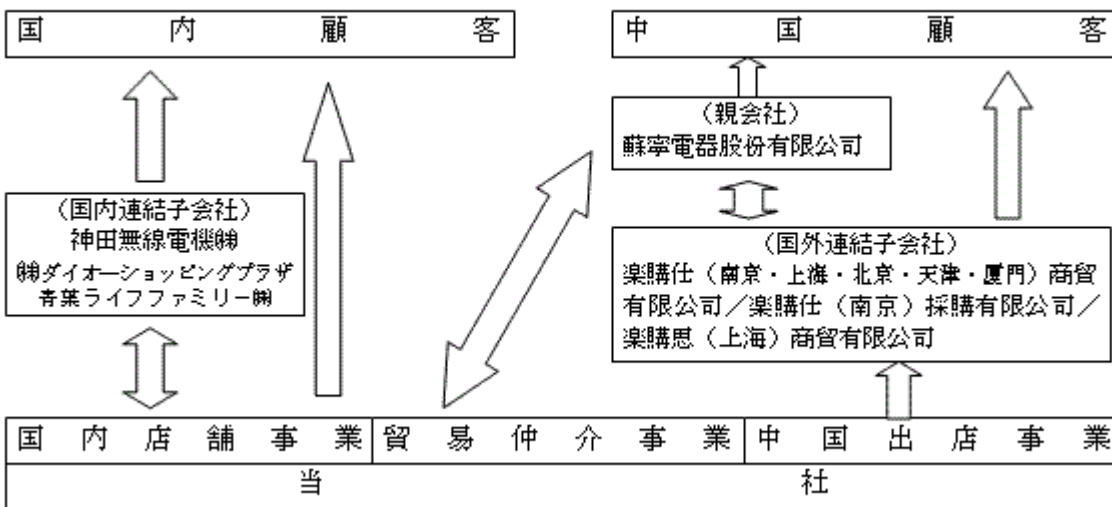 国内顧客
中国顧客
(親会社)
蘇寧電器股份有限公司
(国内連結子会社)
神田無線電機㈱
㈱ダイオーショッピングプラザ
青葉ライフファミリー㈱
(国外連結子会社)
楽購仕(南京・上海・北京・天津・厦門)商貿
有限公司/楽購仕(南京)採購有限公司/
楽購思(上海)商貿有限公司
国内店舗事業
貿易仲介事業
中国出店事業
当社